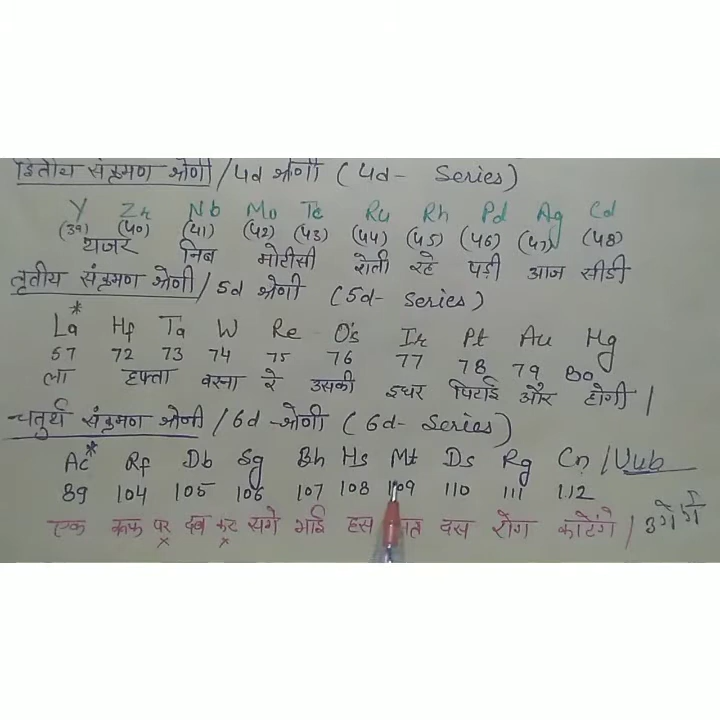 द्वितीय संक्रमण श्रेणी / 4d श्रेणी ( 4d- Series)
Y Zr Nb Mo Tc Ru Rh Pd Ag Cd
(39) (40) (41) (42) (43) (44) (45) (46) (47) (48)
यजर निब मोटीसी रोती रहे पड़ी आज सीडी
तृतीय संक्रमण श्रेणी / 5d श्रेणी (5d- Series)
La* Hf Ta W Re Os Ir Pt Au Hg
57 72 73 74 75 76 77 78 79 80
ला हफ्ता वरना रे उसकी इधर पिटाई और होगी |
चतुर्थ संक्रमण श्रेणी / 6d -श्रेणी ( 6d- Series)
Ac* Rf Db Sg Bh Hs Mt Ds Rg Cn / Uub
89 104 105 106 107 108 109 110 111 112
एक रफ पर दब कर सगे भाई हस दस रोग काटेंगे /